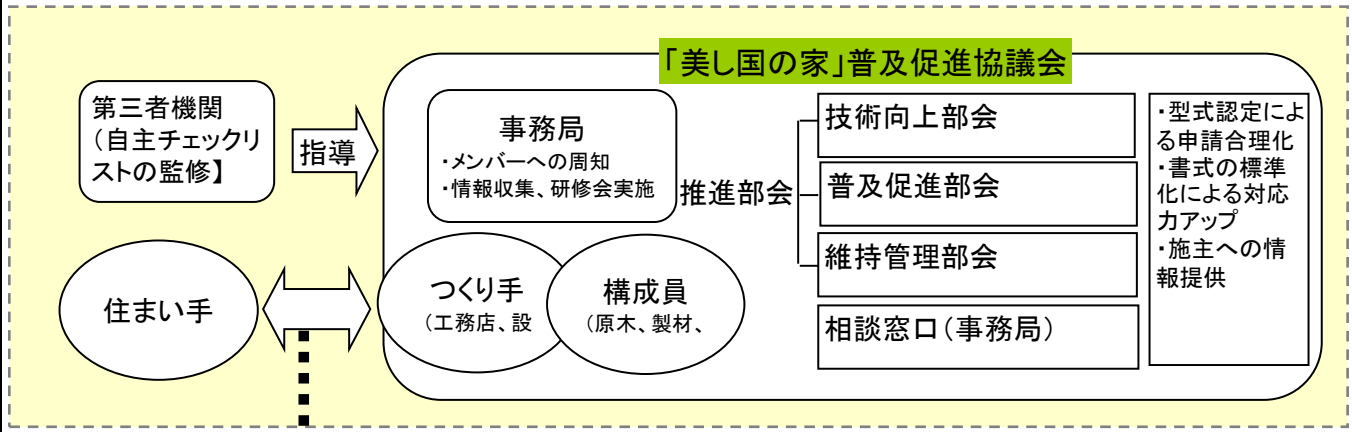 「美し国の家」普及促進協議会
第三者機関
（自主チェックリ
ストの監修】
指導
事務局
・メンバーへの周知
・情報収集、研修会実施
推進部会
技術向上部会
普及促進部会
維持管理部会
相談窓口（事務局）
・型式認定によ
る申請合理化
・書式の標準
化による対応
力アップ
・施主への情
報提供
住まい手
つくり手
（工務店、設
構成員
（原木、製材、